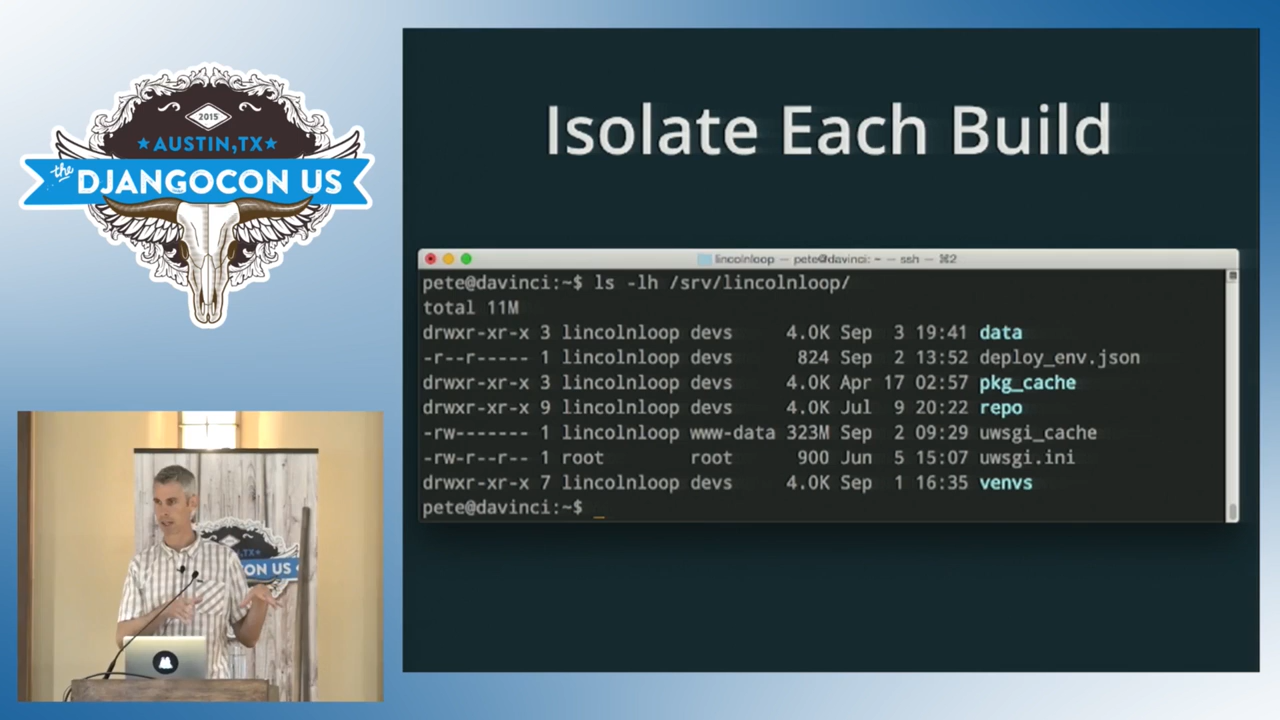 2015
AUSTIN, TX
the
DJANGOCON US
Isolate Each Build
lincolnloop — pete@davinci: ~ — ssh — ⌘2
pete@davinci:~$ ls -lh /srv/lincolnloop/
total 11M
drwxr-xr-x 3 lincolnloop devs 4.0K Sep 3 19:41 data
-r--r----- 1 lincolnloop devs 824 Sep 2 13:52 deploy_env.json
drwxr-xr-x 3 lincolnloop devs 4.0K Apr 17 02:57 pkg_cache
drwxr-xr-x 9 lincolnloop devs 4.0K Jul 9 20:22 repo
-rw------- 1 lincolnloop www-data 323M Sep 2 09:29 uwsgi_cache
-rw-r--r-- 1 root root 900 Jun 5 15:07 uwsgi.ini
drwxr-xr-x 7 lincolnloop devs 4.0K Sep 1 16:35 venvs
pete@davinci:~$ _
,TX
ON US